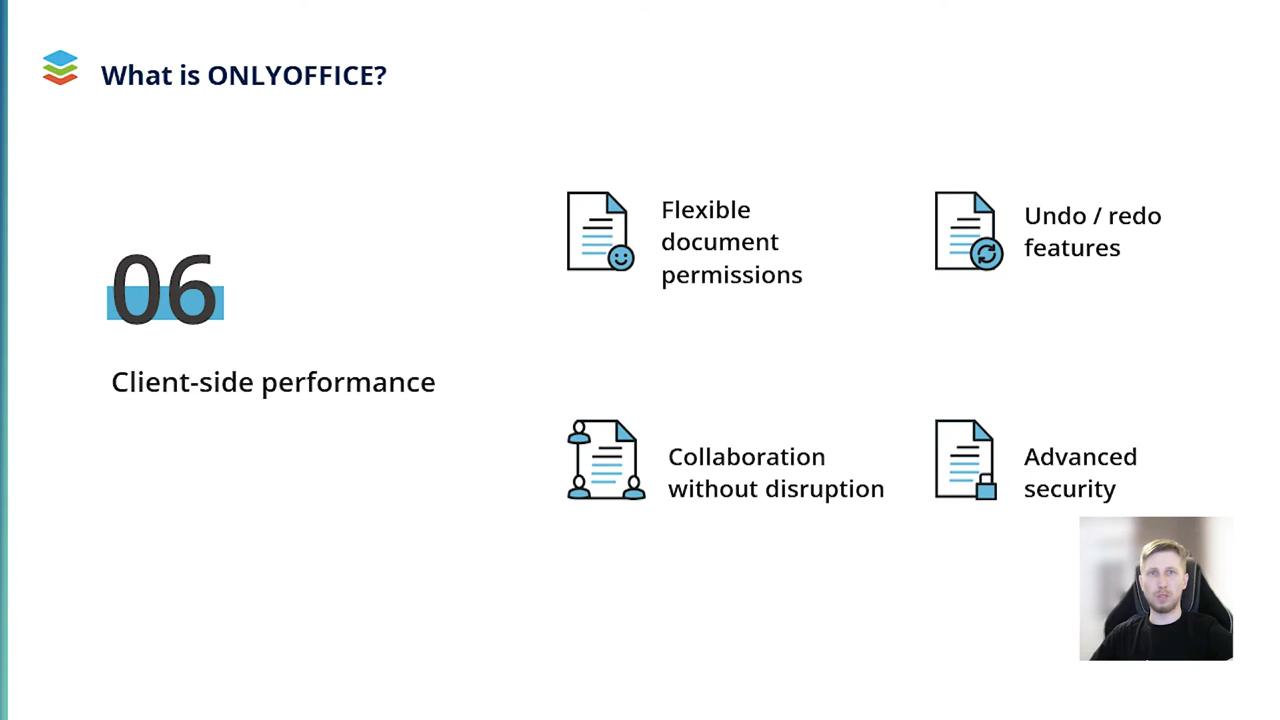 What is ONLYOFFICE?
06
Client-side performance
Flexible
document
permissions
Undo / redo
features
Collaboration
without disruption
Advanced
security